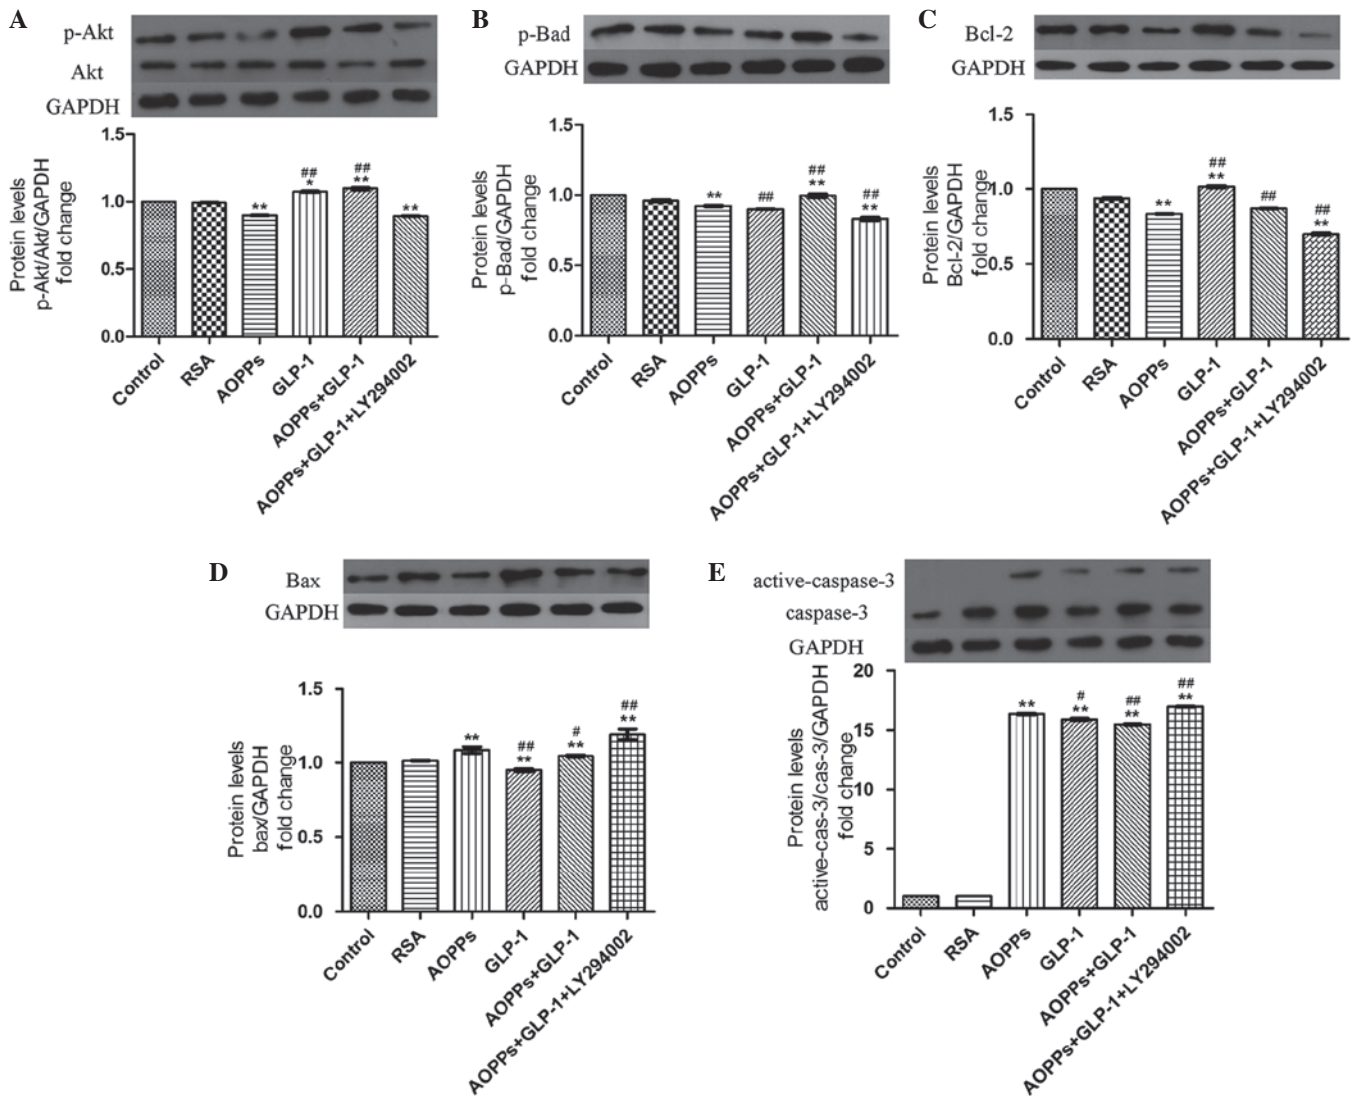 A
p-Akt
Akt
GAPDH
Protein levels
p-Akt/Akt/GAPDH
fold change
1.5
1.0
0.5
0.0
**
##
*
##
**
**
Control
RSA
AOPPs
GLP-1
AOPPs+GLP-1
AOPPs+GLP-1+LY294002
B
p-Bad
GAPDH
Protein levels
p-Bad/GAPDH
fold change
1.5
1.0
0.5
0.0
**
##
##
**
##
**
Control
RSA
AOPPs
GLP-1
AOPPs+GLP-1
AOPPs+GLP-1+LY294002
C
Bcl-2
GAPDH
Protein levels
Bcl-2/GAPDH
fold change
1.5
1.0
0.5
0.0
**
##
**
##
##
**
Control
RSA
AOPPs
GLP-1
AOPPs+GLP-1
AOPPs+GLP-1+LY294002
D
Bax
GAPDH
Protein levels
bax/GAPDH
fold change
1.5
1.0
0.5
0.0
**
##
**
#
**
##
**
Control
RSA
AOPPs
GLP-1
AOPPs+GLP-1
AOPPs+GLP-1+LY294002
E
active-caspase-3
caspase-3
GAPDH
Protein levels
active-cas-3/cas-3/GAPDH
fold change
20
15
10
5
0
**
#
**
##
**
##
**
Control
RSA
AOPPs
GLP-1
AOPPs+GLP-1
AOPPs+GLP-1+LY294002